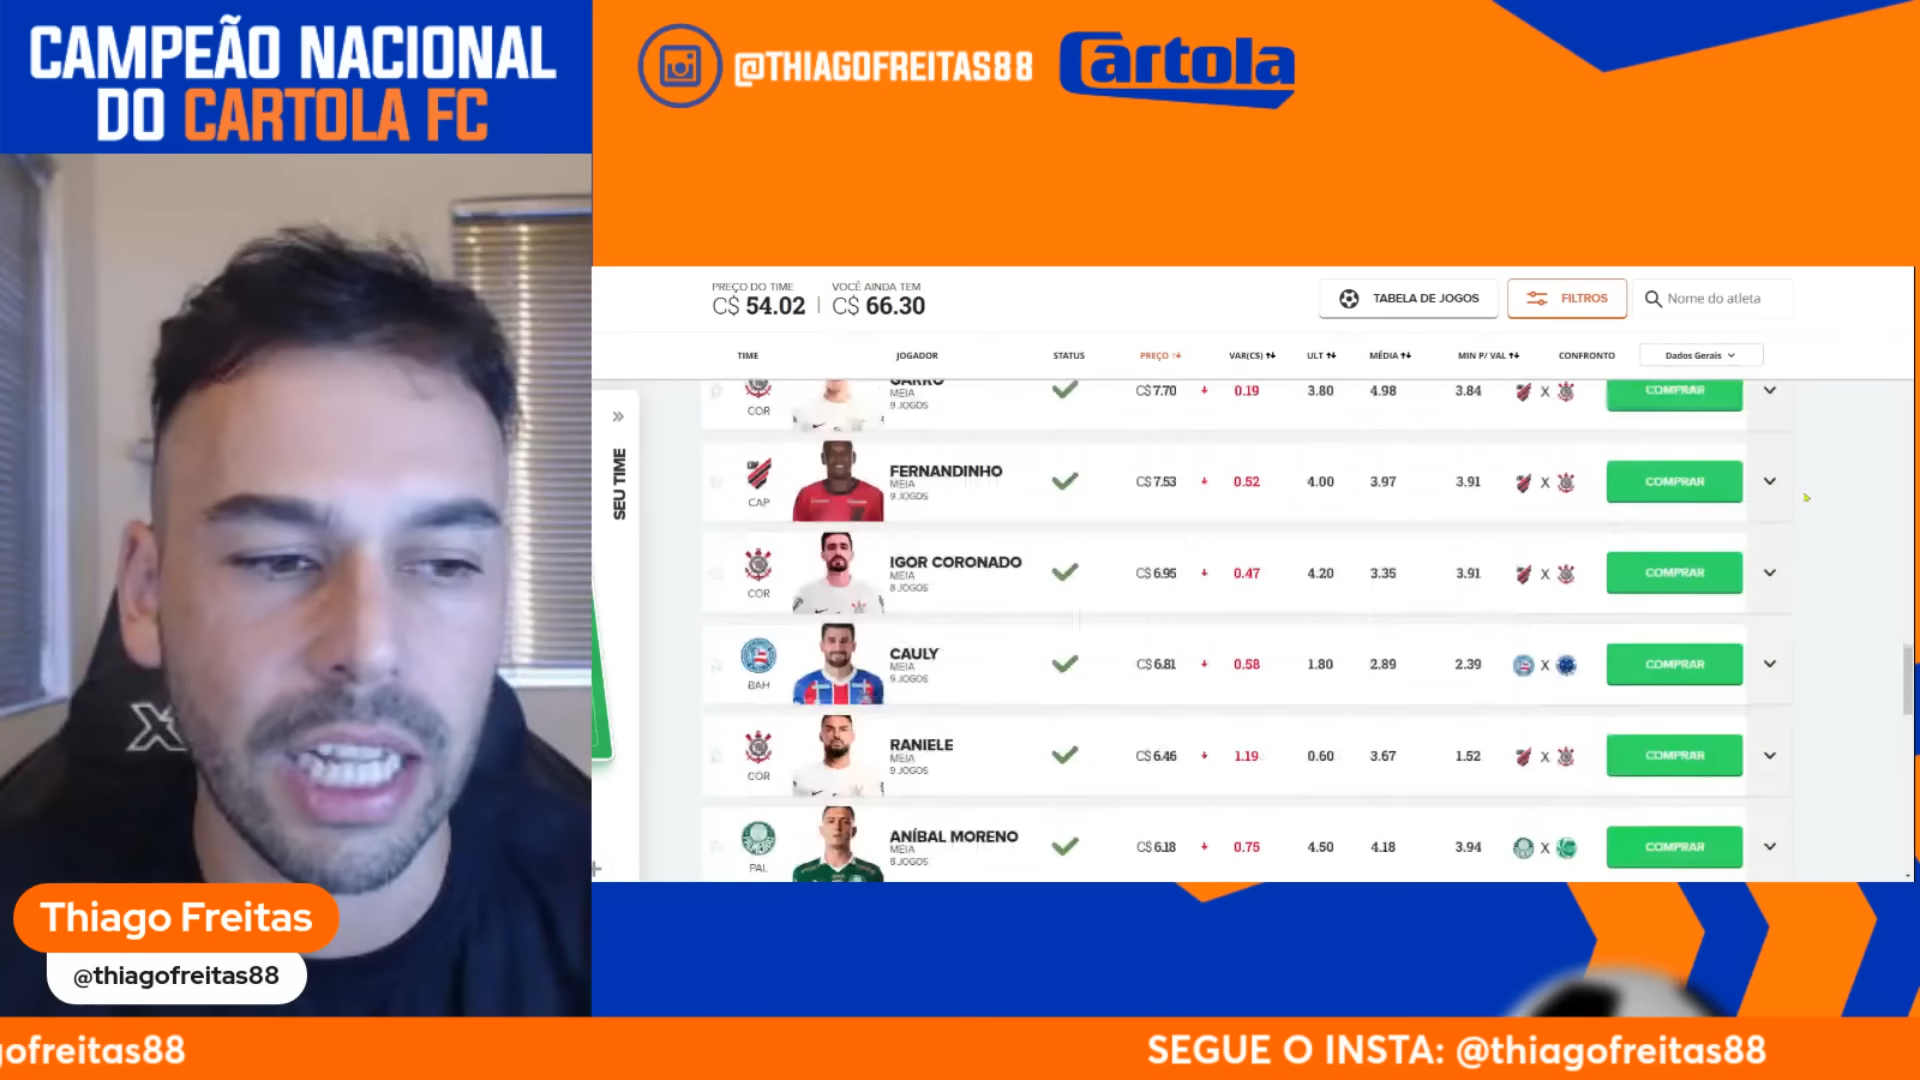 CAMPEÃO NACIONAL
DO CARTOLA FC
@THIAGOFREITAS88
Cartola
PREÇO DO TIME
C$ 54.02
VOCÊ AINDA TEM
C$ 66.30
TABELA DE JOGOS
FILTROS
Nome do atleta
TIME JOGADOR STATUS PREÇO VAR(C$) ULT MÉDIA MIN P/ VAL CONFRONTO Dados Gerais
SEU TIME
GARRO
MEIA
9 JOGOS
COR
C$ 7.70 0.19 3.80 4.98 3.84 X COMPRAR
FERNANDINHO
MEIA
9 JOGOS
CAP
C$ 7.53 0.52 4.00 3.97 3.91 X COMPRAR
IGOR CORONADO
MEIA
8 JOGOS
COR
C$ 6.95 0.47 4.20 3.35 3.91 X COMPRAR
CAULY
MEIA
9 JOGOS
BAH
C$ 6.81 0.58 1.80 2.89 2.39 X COMPRAR
RANIELE
MEIA
9 JOGOS
COR
C$ 6.46 1.19 0.60 3.67 1.52 X COMPRAR
ANÍBAL MORENO
MEIA
8 JOGOS
PAL
C$ 6.18 0.75 4.50 4.18 3.94 X COMPRAR
Thiago Freitas
@thiagofreitas88
gofreitas88
SEGUE O INSTA: @thiagofreitas88